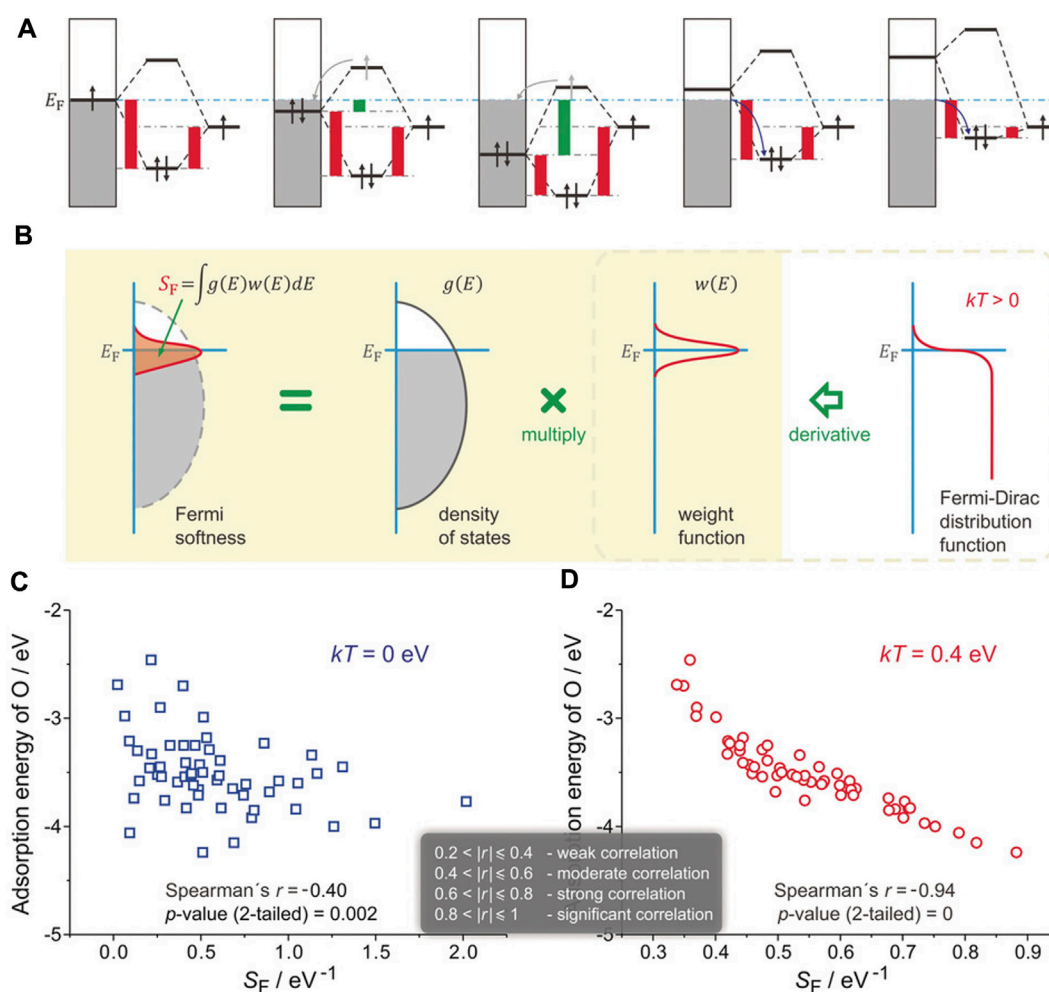 A
E_F
B
S_F = ∫ g(E)w(E)dE
g(E)
w(E)
kT > 0
E_F
E_F
E_F
multiply
derivative
Fermi
softness
density
of states
weight
function
Fermi-Dirac
distribution
function
C
Adsorption energy of O / eV
-2
-3
-4
-5
kT = 0 eV
Spearman´s r = -0.40
p-value (2-tailed) = 0.002
0.0
0.5
1.0
1.5
2.0
S_F / eV⁻¹
0.2 < |r| ⩽ 0.4 - weak correlation
0.4 < |r| ⩽ 0.6 - moderate correlation
0.6 < |r| ⩽ 0.8 - strong correlation
0.8 < |r| ⩽ 1 - significant correlation
D
Adsorption energy of O / eV
-2
-3
-4
-5
kT = 0.4 eV
Spearman´s r = -0.94
p-value (2-tailed) = 0
0.3
0.4
0.5
0.6
0.7
0.8
0.9
S_F / eV⁻¹